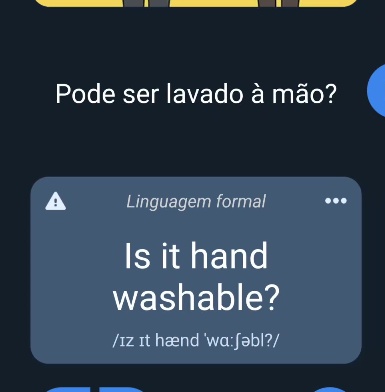 Pode ser lavado à mão?
Linguagem formal
Is it hand
washable?
/ɪz ɪt hænd ˈwɑːʃəbl?/